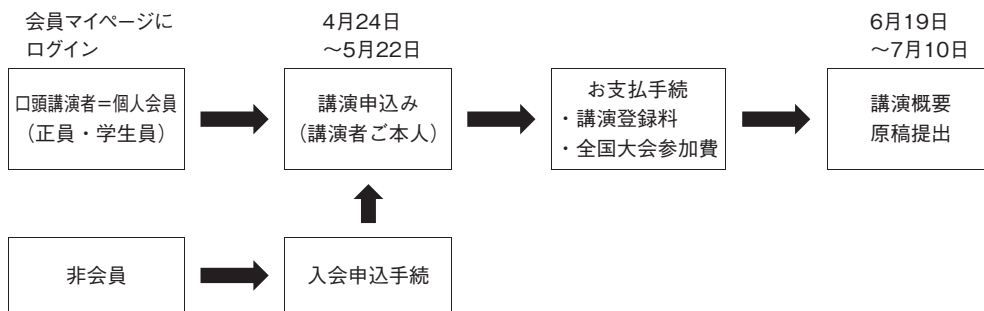 会員マイページに
ログイン
4月24日
〜5月22日
6月19日
〜7月10日
口頭講演者＝個人会員
（正員・学生員）
講演申込み
（講演者ご本人）
お支払手続
・講演登録料
・全国大会参加費
講演概要
原稿提出
非会員
入会申込手続